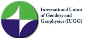 International Union
of Geodesy and
Geophysics (IUGG)